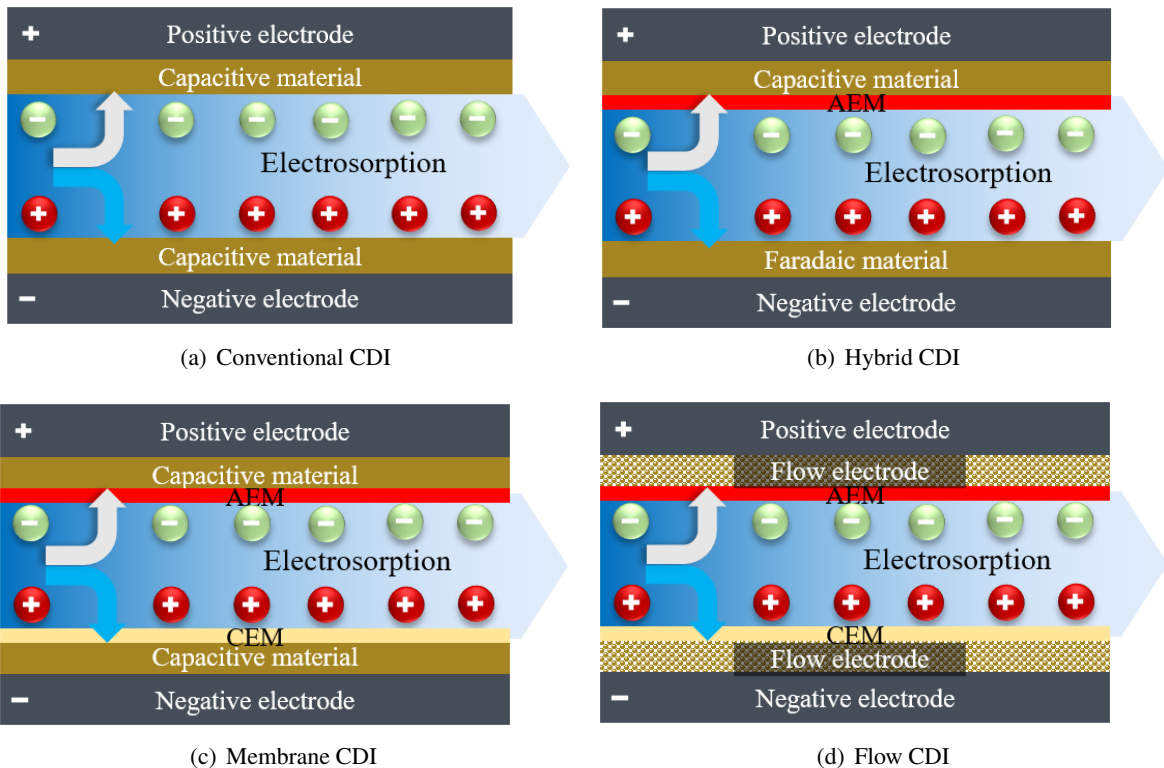 + Positive electrode
Capacitive material
− − − − − −
Electrosorption
+ + + + + +
Capacitive material
− Negative electrode
(a) Conventional CDI
+ Positive electrode
Capacitive material
AEM
− − − − − −
Electrosorption
+ + + + + +
Faradaic material
− Negative electrode
(b) Hybrid CDI
+ Positive electrode
Capacitive material
AEM
− − − − − −
Electrosorption
+ + + + + +
CEM
Capacitive material
− Negative electrode
(c) Membrane CDI
+ Positive electrode
Flow electrode
AEM
− − − − − −
Electrosorption
+ + + + + +
CEM
Flow electrode
− Negative electrode
(d) Flow CDI